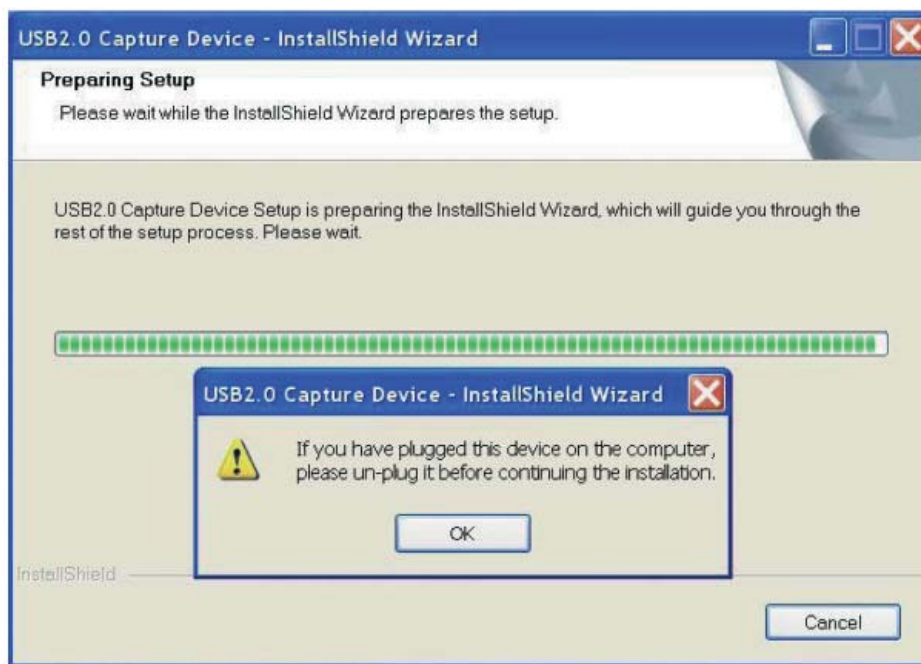 USB2.0 Capture Device - InstallShield Wizard
Preparing Setup
Please wait while the InstallShield Wizard prepares the setup.
USB2.0 Capture Device Setup is preparing the InstallShield Wizard, which will guide you through the
rest of the setup process. Please wait.
USB2.0 Capture Device - InstallShield Wizard
If you have plugged this device on the computer,
please un-plug it before continuing the installation.
OK
InstallShield
Cancel